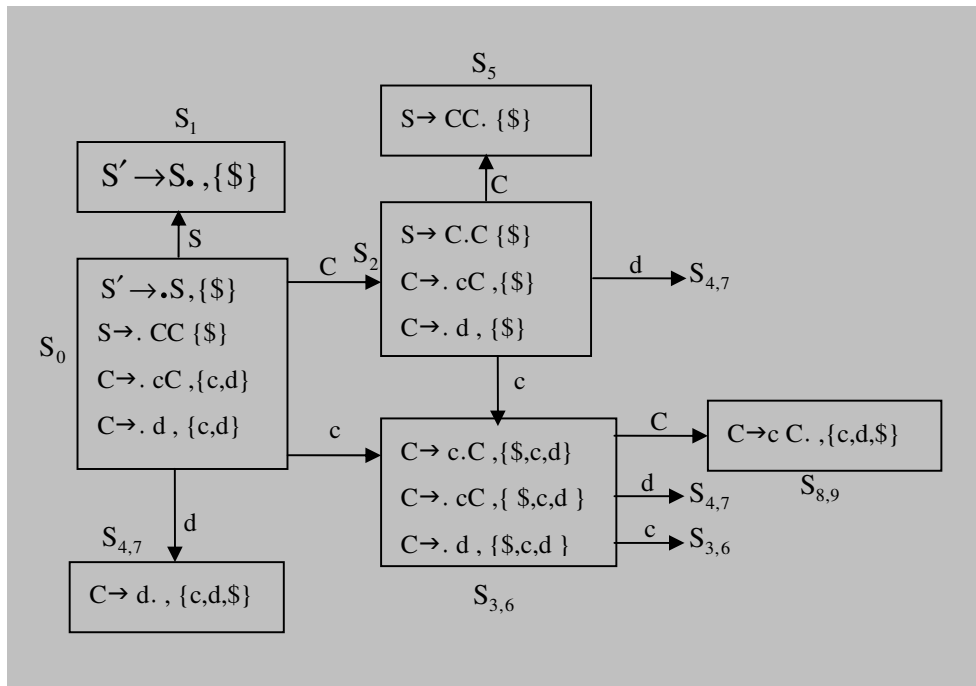 S₅
S→ CC. {$}
S₁
S′ →S• ,{$}
C
S
S₂
C
S→ C.C {$}
C→. cC ,{$}
C→. d , {$}
d
S₄,₇
S₀
S′ →•S,{$}
S→. CC {$}
C→. cC ,{c,d}
C→. d , {c,d}
c
c
C→ c.C ,{$,c,d}
C→. cC ,{ $,c,d }
C→. d , {$,c,d }
S₃,₆
C
C→c C. ,{c,d,$}
S₈,₉
d
S₄,₇
c
S₃,₆
d
S₄,₇
C→ d. , {c,d,$}